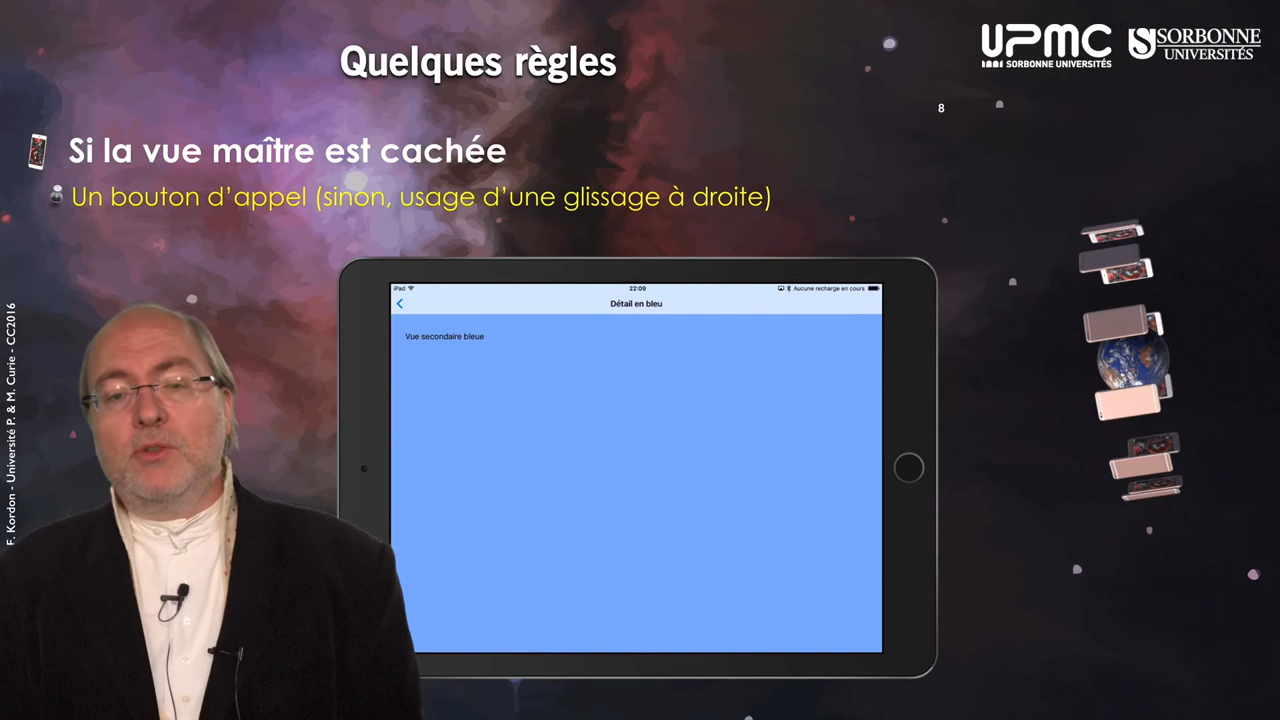 Quelques règles
UPMC
SORBONNE UNIVERSITÉS
SORBONNE
UNIVERSITÉS
8
Si la vue maître est cachée
Un bouton d’appel (sinon, usage d’une glissage à droite)
iPad 22:09 Aucune recharge en cours
Détail en bleu
Vue secondaire bleue
F. Kordon - Université P. & M. Curie - CC2016